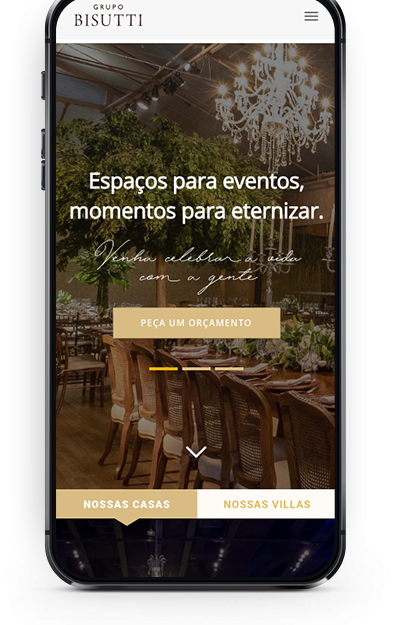 GRUPO
BISUTTI
Espaços para eventos,
momentos para eternizar.
Venha celebrar a vida
com a gente
PEÇA UM ORÇAMENTO
NOSSAS CASAS
NOSSAS VILLAS